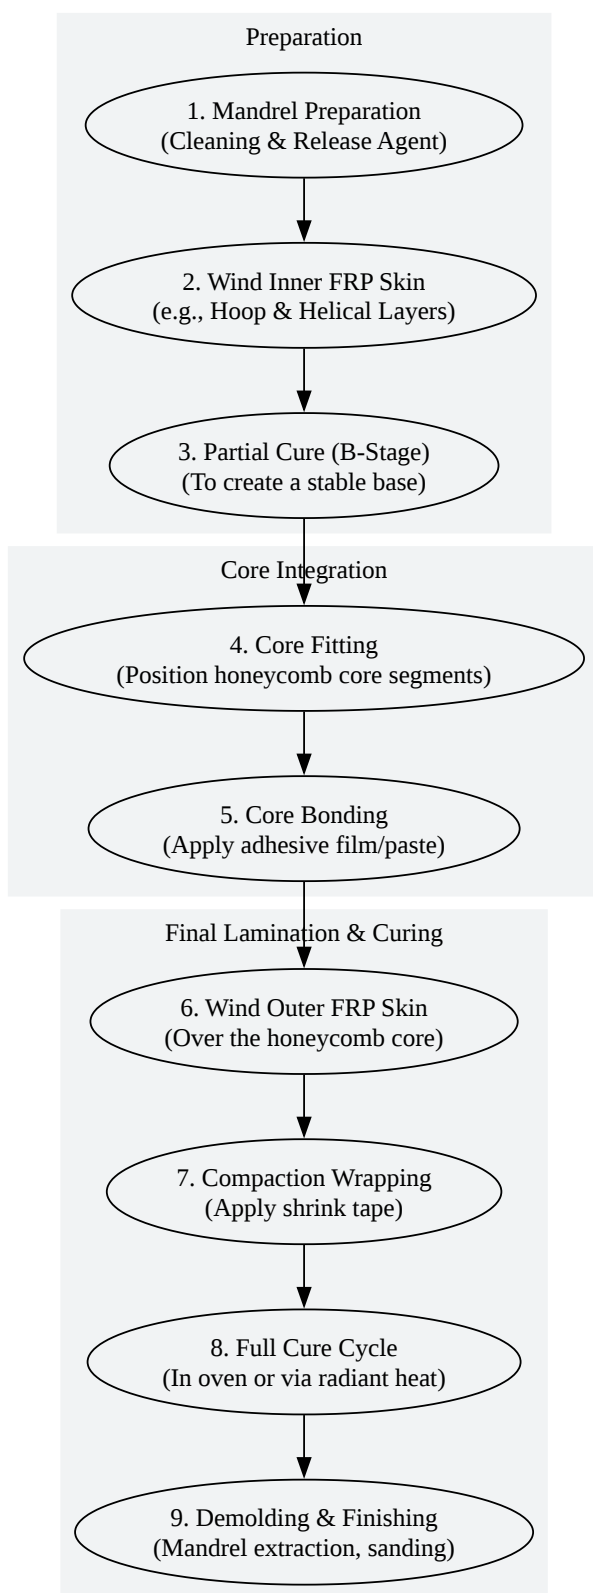 Preparation
1. Mandrel Preparation
(Cleaning & Release Agent)
2. Wind Inner FRP Skin
(e.g., Hoop & Helical Layers)
3. Partial Cure (B-Stage)
(To create a stable base)
Core Integration
4. Core Fitting
(Position honeycomb core segments)
5. Core Bonding
(Apply adhesive film/paste)
Final Lamination & Curing
6. Wind Outer FRP Skin
(Over the honeycomb core)
7. Compaction Wrapping
(Apply shrink tape)
8. Full Cure Cycle
(In oven or via radiant heat)
9. Demolding & Finishing
(Mandrel extraction, sanding)